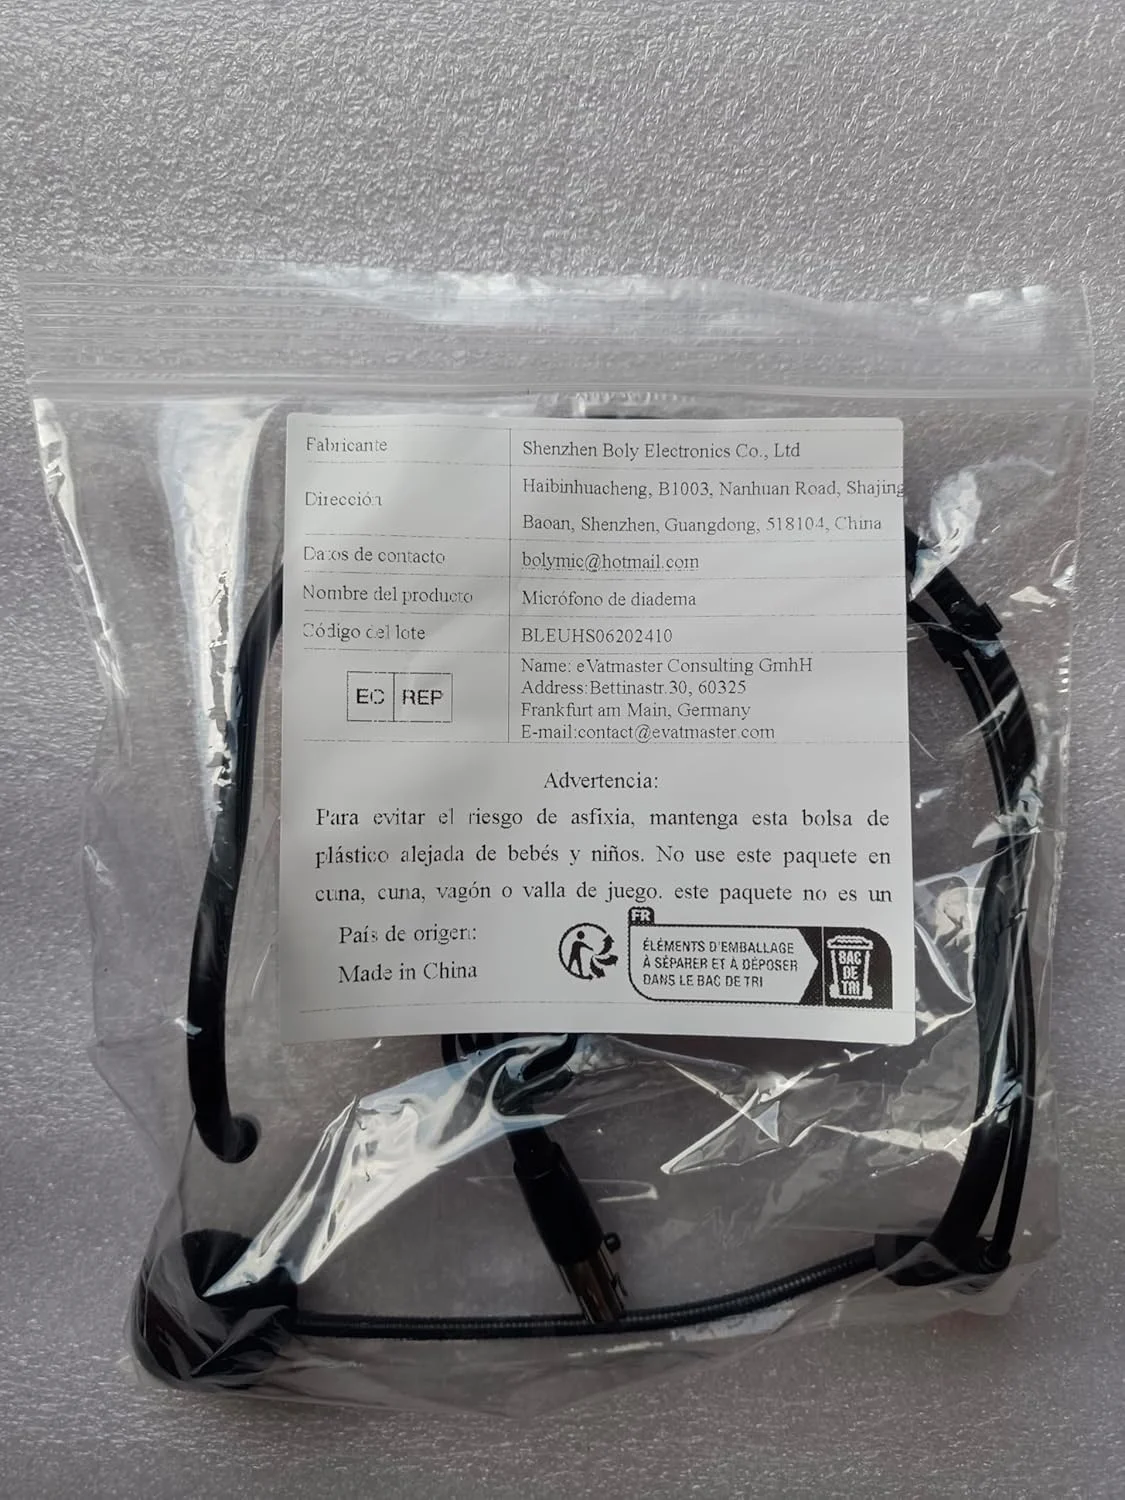 Fabricante
Shenzhen Boly Electronics Co., Ltd
Dirección
Haibinhuacheng, B1003, Nanhuan Road, Shajing
Baoan, Shenzhen, Guangdong, 518104, China
Datos de contacto
bolymic@hotmail.com
Nombre del producto
Micrófono de diadema
Código del lote
BLEUHS06202410
EC REP
Name: eVatmaster Consulting GmhH
Address:Bettinastr.30, 60325
Frankfurt am Main, Germany
E-mail:contact@evatmaster.com
Advertencia:
Para evitar el riesgo de asfixia, mantenga esta bolsa de
plástico alejada de bebés y niños. No use este paquete en
cuna, cuna, vagón o valla de juego. este paquete no es un
País de origen:
Made in China
FR
ÉLÉMENTS D'EMBALLAGE
À SÉPARER ET À DÉPOSER
DANS LE BAC DE TRI
BAC
DE
TRI